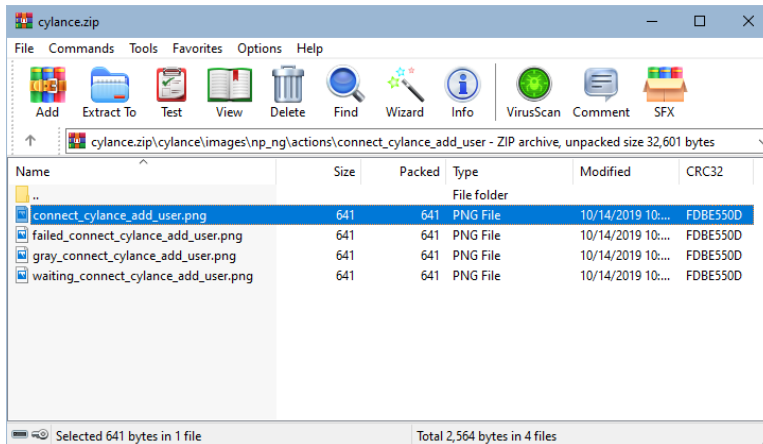 cylance.zip
File Commands Tools Favorites Options Help
Add Extract To Test View Delete Find Wizard Info VirusScan Comment SFX
cylance.zip\cylance\images\np_ng\actions\connect_cylance_add_user - ZIP archive, unpacked size 32,601 bytes
Name Size Packed Type Modified CRC32
.. File folder
connect_cylance_add_user.png 641 641 PNG File 10/14/2019 10:... FDBE550D
failed_connect_cylance_add_user.png 641 641 PNG File 10/14/2019 10:... FDBE550D
gray_connect_cylance_add_user.png 641 641 PNG File 10/14/2019 10:... FDBE550D
waiting_connect_cylance_add_user.png 641 641 PNG File 10/14/2019 10:... FDBE550D
Selected 641 bytes in 1 file Total 2,564 bytes in 4 files